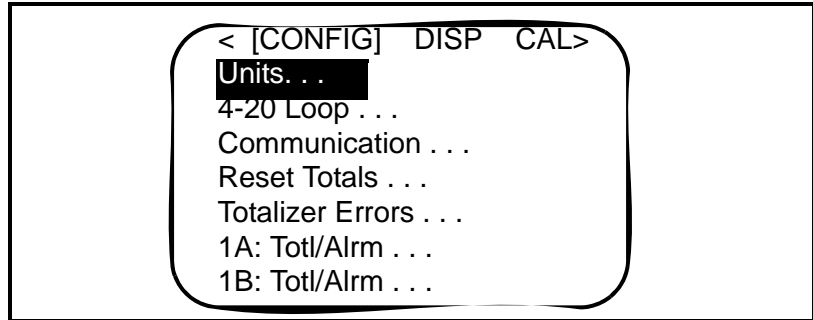 < [CONFIG] DISP CAL>
Units. . .
4-20 Loop . . .
Communication . . .
Reset Totals . . .
Totalizer Errors . . .
1A: Totl/Alrm . . .
1B: Totl/Alrm . . .